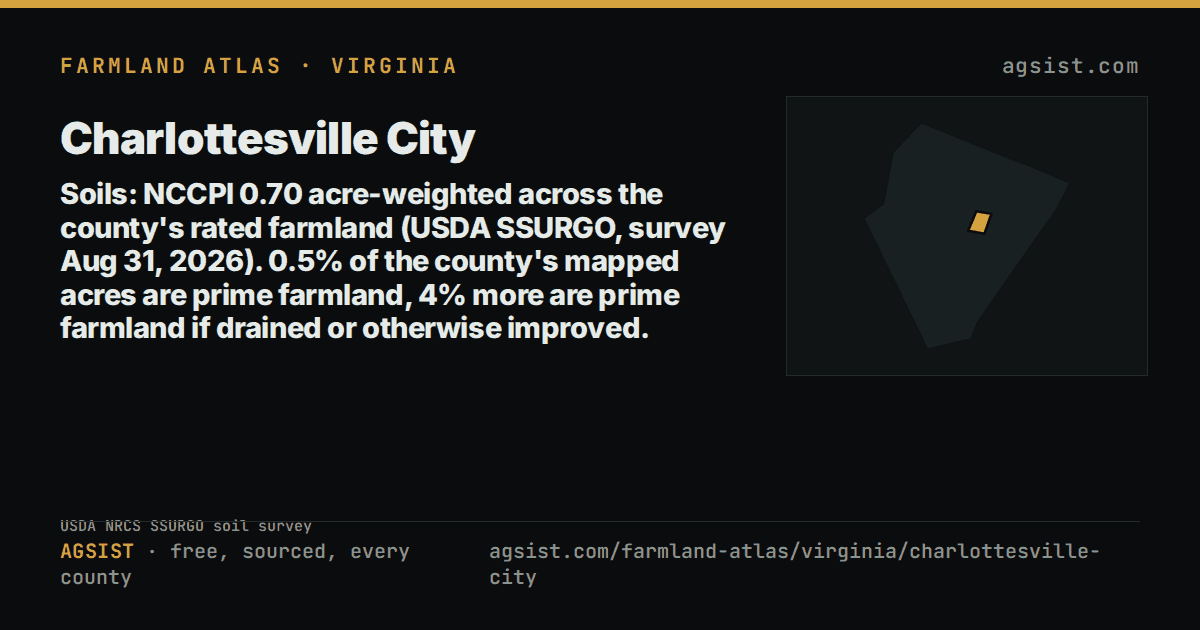 FARMLAND ATLAS · VIRGINIA
agsist.com
Charlottesville City
Soils: NCCPI 0.70 acre-weighted across the
county's rated farmland (USDA SSURGO, survey
Aug 31, 2026). 0.5% of the county's mapped
acres are prime farmland, 4% more are prime
farmland if drained or otherwise improved.
USDA NRCS SSURGO soil survey
AGSIST · free, sourced, every
county
agsist.com/farmland-atlas/virginia/charlottesville-
city